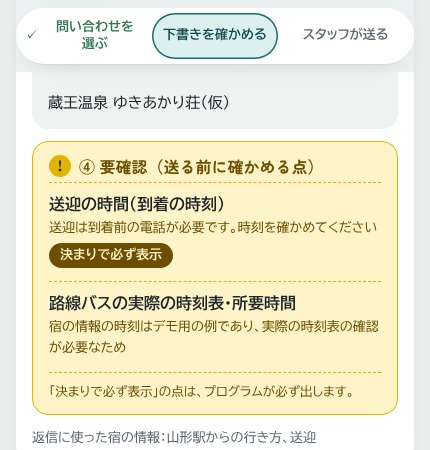 ✓ 問い合わせを
選ぶ
下書きを確かめる
スタッフが送る
蔵王温泉 ゆきあかり荘(仮)
! ④ 要確認(送る前に確かめる点)
送迎の時間(到着の時刻)
送迎は到着前の電話が必要です。時刻を確かめてください
決まりで必ず表示
路線バスの実際の時刻表・所要時間
宿の情報の時刻はデモ用の例であり、実際の時刻表の確認
が必要なため
「決まりで必ず表示」の点は、プログラムが必ず出します。
返信に使った宿の情報:山形駅からの行き方、送迎